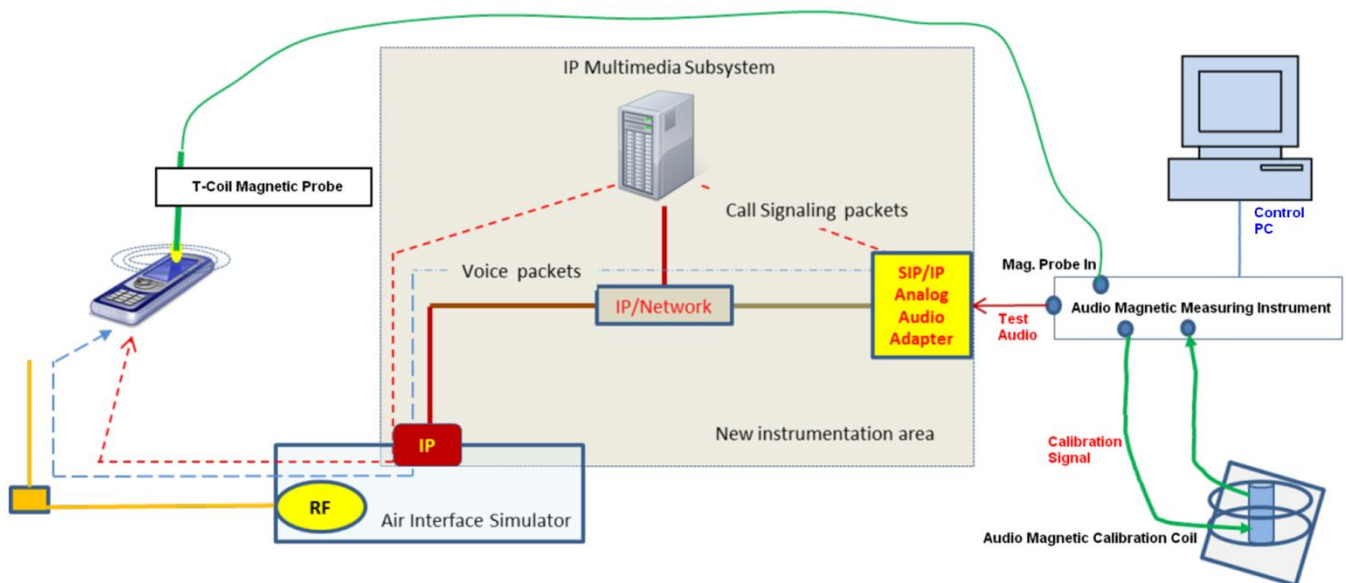 IP Multimedia Subsystem
T-Coil Magnetic Probe
Call Signaling packets
Control
PC
Voice packets
SIP/IP
Analog
Audio
Adapter
Mag. Probe In
IP/Network
Test
Audio
Audio Magnetic Measuring Instrument
New instrumentation area
IP
Calibration
Signal
RF
Air Interface Simulator
Audio Magnetic Calibration Coil